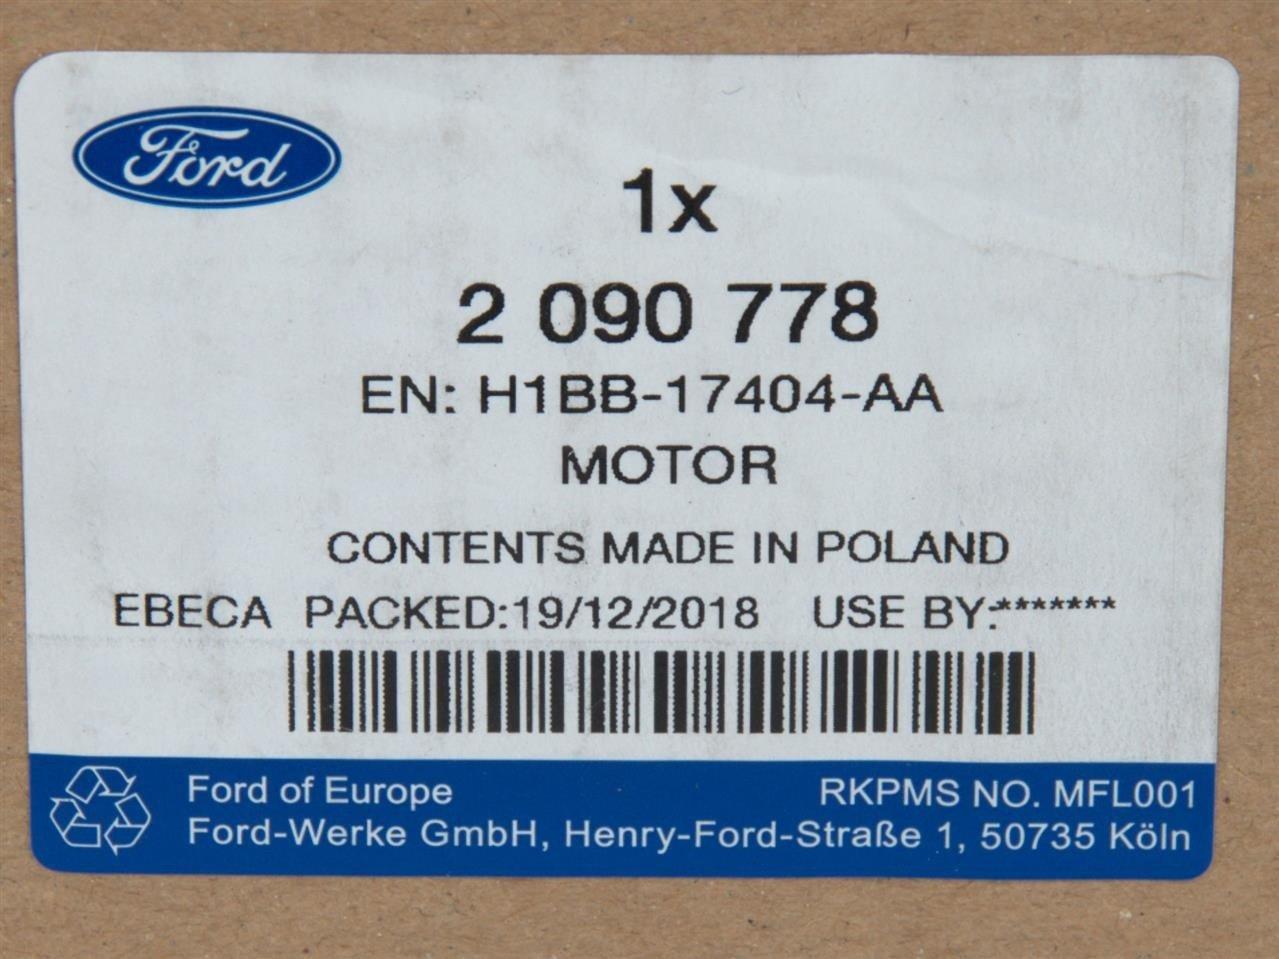 Ford
1x
2 090 778
EN: H1BB-17404-AA
MOTOR
CONTENTS MADE IN POLAND
EBECA PACKED:19/12/2018 USE BY:*******
Ford of Europe RKPMS NO. MFL001
Ford-Werke GmbH, Henry-Ford-Straße 1, 50735 Köln